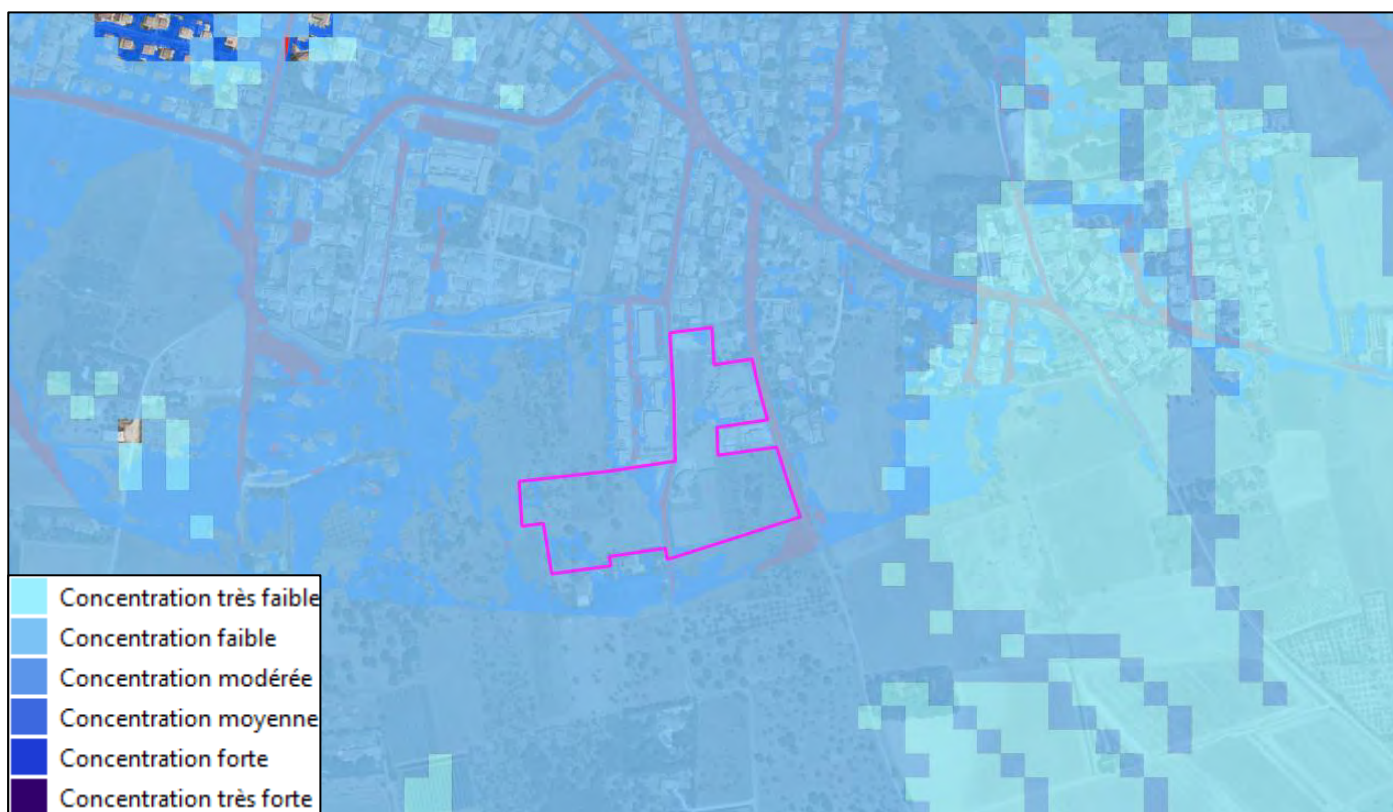 Concentration très faible
Concentration faible
Concentration modérée
Concentration moyenne
Concentration forte
Concentration très forte